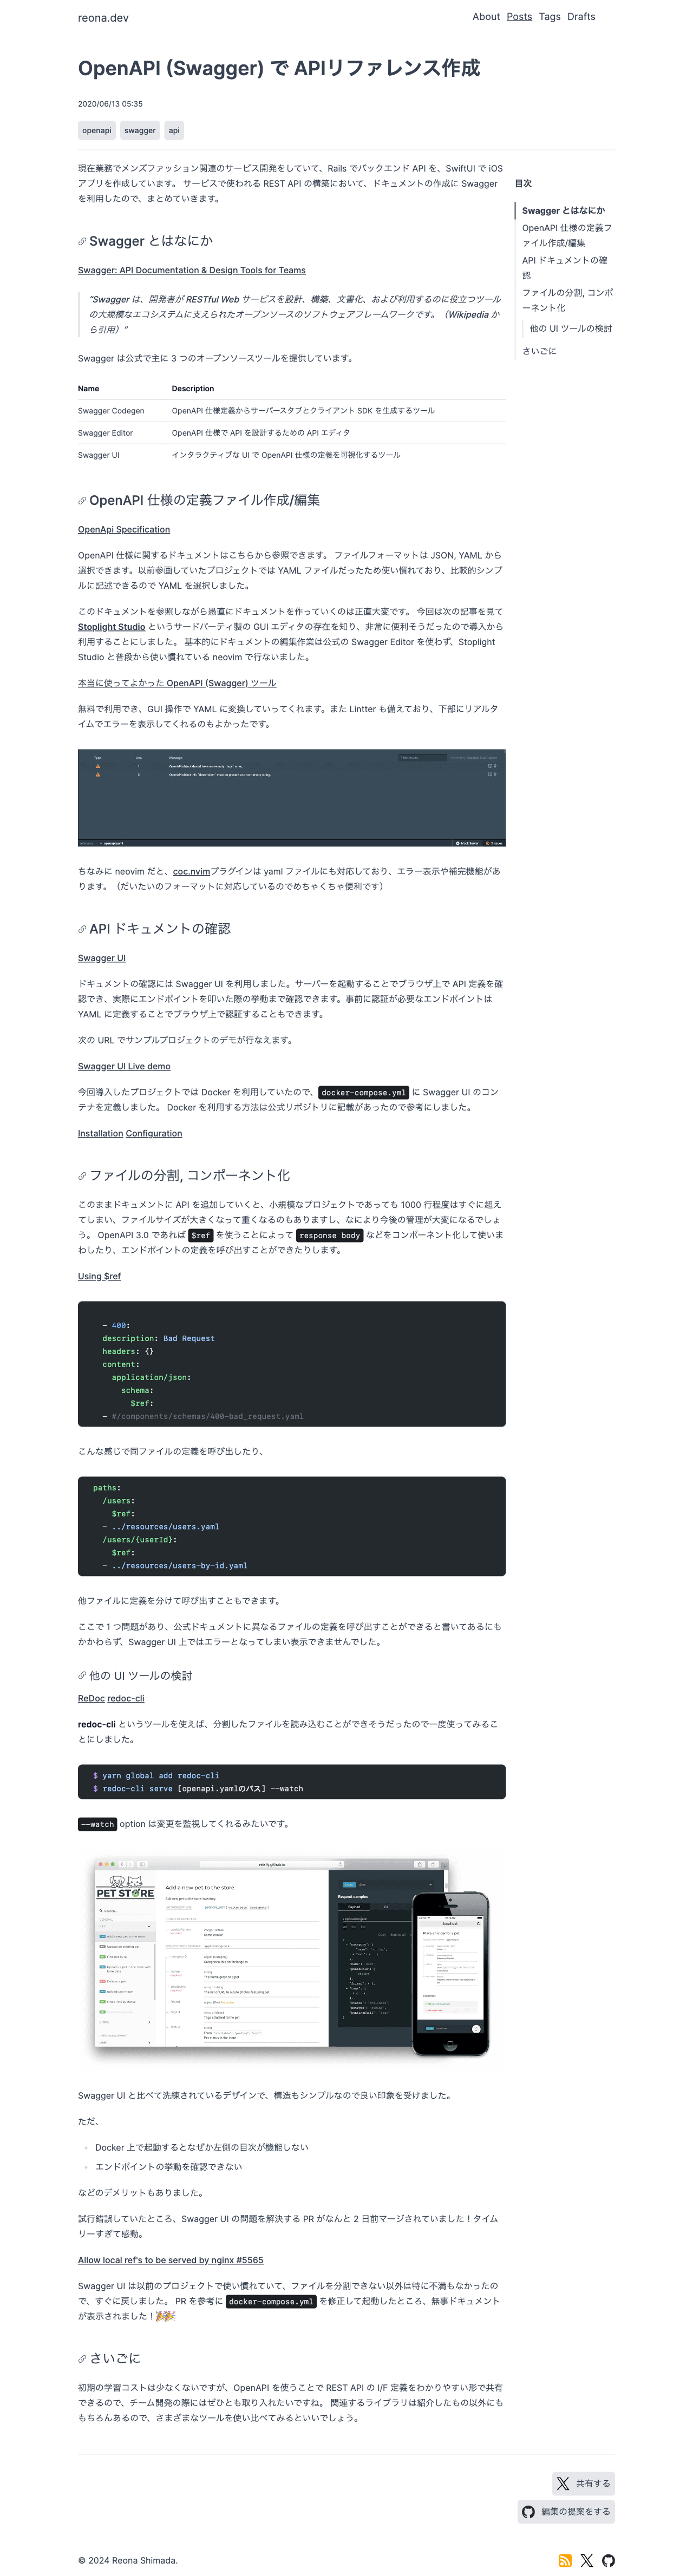 reona.dev
About Posts Tags Drafts
OpenAPI (Swagger) で APIリファレンス作成
2020/06/13 05:35
openapi swagger api
現在業務でメンズファッション関連のサービス開発をしていて、Rails でバックエンド API を、SwiftUI で iOS
アプリを作成しています。 サービスで使われる REST API の構築において、ドキュメントの作成に Swagger
を利用したので、まとめていきます。
目次
Swagger とはなにか
OpenAPI 仕様の定義フ
ァイル作成/編集
API ドキュメントの確
認
ファイルの分割, コンポ
ーネント化
他の UI ツールの検討
さいごに
Swagger とはなにか
Swagger: API Documentation & Design Tools for Teams
“Swagger は、開発者が RESTful Web サービスを設計、構築、文書化、および利用するのに役立つツール
の大規模なエコシステムに支えられたオープンソースのソフトウェアフレームワークです。（Wikipedia か
ら引用）”
Swagger は公式で主に 3 つのオープンソースツールを提供しています。
Name Description
Swagger Codegen OpenAPI 仕様定義からサーバースタブとクライアント SDK を生成するツール
Swagger Editor OpenAPI 仕様で API を設計するための API エディタ
Swagger UI インタラクティブな UI で OpenAPI 仕様の定義を可視化するツール
OpenAPI 仕様の定義ファイル作成/編集
OpenApi Specification
OpenAPI 仕様に関するドキュメントはこちらから参照できます。 ファイルフォーマットは JSON, YAML から
選択できます。以前参画していたプロジェクトでは YAML ファイルだったため使い慣れており、比較的シンプ
ルに記述できるので YAML を選択しました。
このドキュメントを参照しながら愚直にドキュメントを作っていくのは正直大変です。 今回は次の記事を見て
Stoplight Studio というサードパーティ製の GUI エディタの存在を知り、非常に便利そうだったので導入から
利用することにしました。 基本的にドキュメントの編集作業は公式の Swagger Editor を使わず、Stoplight
Studio と普段から使い慣れている neovim で行ないました。
本当に使ってよかった OpenAPI (Swagger) ツール
無料で利用でき、GUI 操作で YAML に変換していってくれます。また Lintter も備えており、下部にリアルタ
イムでエラーを表示してくれるのもよかったです。
Type Line Message
ちなみに neovim だと、coc.nvimプラグインは yaml ファイルにも対応しており、エラー表示や補完機能があ
ります。（だいたいのフォーマットに対応しているのでめちゃくちゃ便利です）
API ドキュメントの確認
Swagger UI
ドキュメントの確認には Swagger UI を利用しました。サーバーを起動することでブラウザ上で API 定義を確
認でき、実際にエンドポイントを叩いた際の挙動まで確認できます。事前に認証が必要なエンドポイントは
YAML に定義することでブラウザ上で認証することもできます。
次の URL でサンプルプロジェクトのデモが行なえます。
Swagger UI Live demo
今回導入したプロジェクトでは Docker を利用していたので、 docker-compose.yml に Swagger UI のコン
テナを定義しました。 Docker を利用する方法は公式リポジトリに記載があったので参考にしました。
Installation Configuration
ファイルの分割, コンポーネント化
このままドキュメントに API を追加していくと、小規模なプロジェクトであっても 1000 行程度はすぐに超え
てしまい、ファイルサイズが大きくなって重くなるのもありますし、なにより今後の管理が大変になるでしょ
う。 OpenAPI 3.0 であれば $ref を使うことによって response body などをコンポーネント化して使いま
わしたり、エンドポイントの定義を呼び出すことができたりします。
Using $ref
- 400:
description: Bad Request
headers: {}
content:
application/json:
schema:
$ref:
- #/components/schemas/400-bad_request.yaml
こんな感じで同ファイルの定義を呼び出したり、
paths:
/users:
$ref:
- ../resources/users.yaml
/users/{userId}:
$ref:
- ../resources/users-by-id.yaml
他ファイルに定義を分けて呼び出すこともできます。
ここで 1 つ問題があり、公式ドキュメントに異なるファイルの定義を呼び出すことができると書いてあるにも
かかわらず、Swagger UI 上ではエラーとなってしまい表示できませんでした。
他の UI ツールの検討
ReDoc redoc-cli
redoc-cli というツールを使えば、分割したファイルを読み込むことができそうだったので一度使ってみるこ
とにしました。
$ yarn global add redoc-cli
$ redoc-cli serve [openapi.yamlのパス] --watch
--watch option は変更を監視してくれるみたいです。
PET STORE
Add a new pet to the store
Request samples
Payload
Swagger UI と比べて洗練されているデザインで、構造もシンプルなので良い印象を受けました。
ただ、
Docker 上で起動するとなぜか左側の目次が機能しない
エンドポイントの挙動を確認できない
などのデメリットもありました。
試行錯誤していたところ、Swagger UI の問題を解決する PR がなんと 2 日前マージされていました！タイム
リーすぎて感動。
Allow local ref's to be served by nginx #5565
Swagger UI は以前のプロジェクトで使い慣れていて、ファイルを分割できない以外は特に不満もなかったの
で、すぐに戻しました。 PR を参考に docker-compose.yml を修正して起動したところ、無事ドキュメント
が表示されました！🎉🎉
さいごに
初期の学習コストは少なくないですが、OpenAPI を使うことで REST API の I/F 定義をわかりやすい形で共有
できるので、チーム開発の際にはぜひとも取り入れたいですね。 関連するライブラリは紹介したもの以外にも
もちろんあるので、さまざまなツールを使い比べてみるといいでしょう。
共有する
編集の提案をする
© 2024 Reona Shimada.